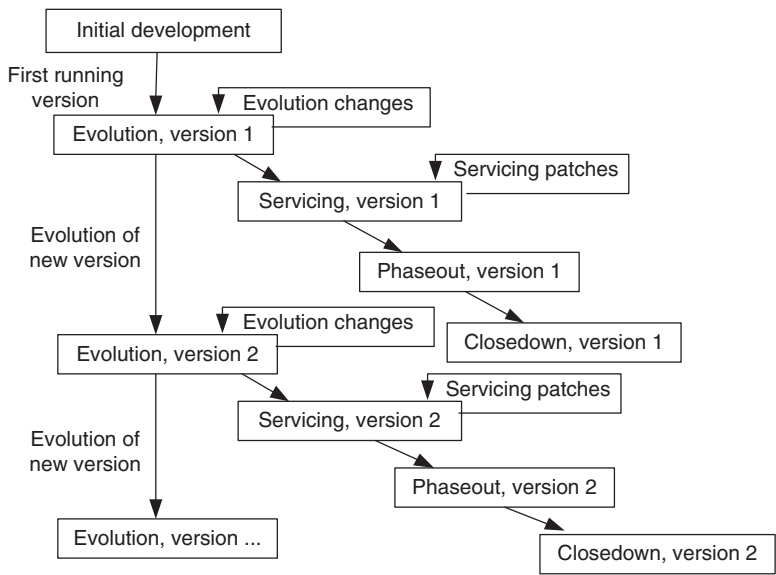 Initial development
First running
version
Evolution changes
Evolution, version 1
Servicing patches
Servicing, version 1
Evolution of
new version
Phaseout, version 1
Evolution changes
Closedown, version 1
Evolution, version 2
Servicing patches
Servicing, version 2
Evolution of
new version
Phaseout, version 2
Evolution, version ...
Closedown, version 2